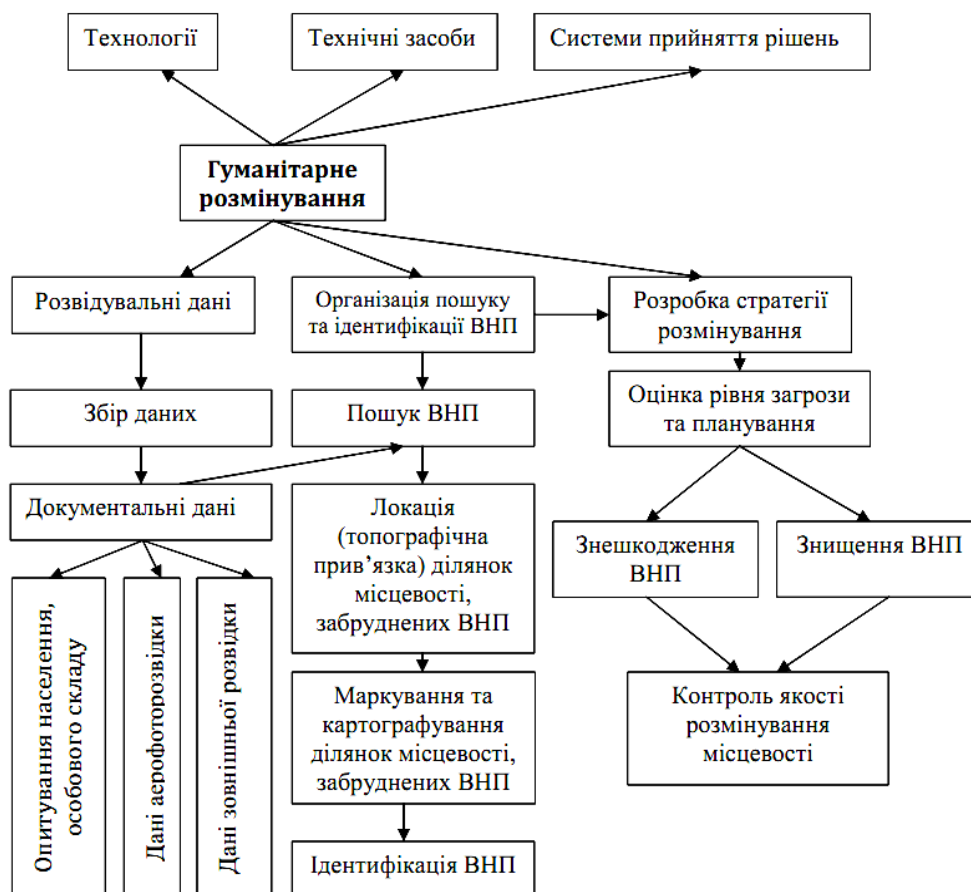 Технології
Технічні засоби
Системи прийняття рішень
Гуманітарне
розмінування
Розвідувальні дані
Організація пошуку
та ідентифікації ВНП
Розробка стратегії
розмінування
Збір даних
Пошук ВНП
Оцінка рівня загрози
та планування
Документальні дані
Локація
(топографічна
прив’язка) ділянок
місцевості,
забруднених ВНП
Знешкодження
ВНП
Знищення ВНП
Опитування населення,
особового складу
Дані аерофоторозвідки
Дані зовнішньої розвідки
Маркування та
картографування
ділянок місцевості,
забруднених ВНП
Контроль якості
розмінування
місцевості
Ідентифікація ВНП